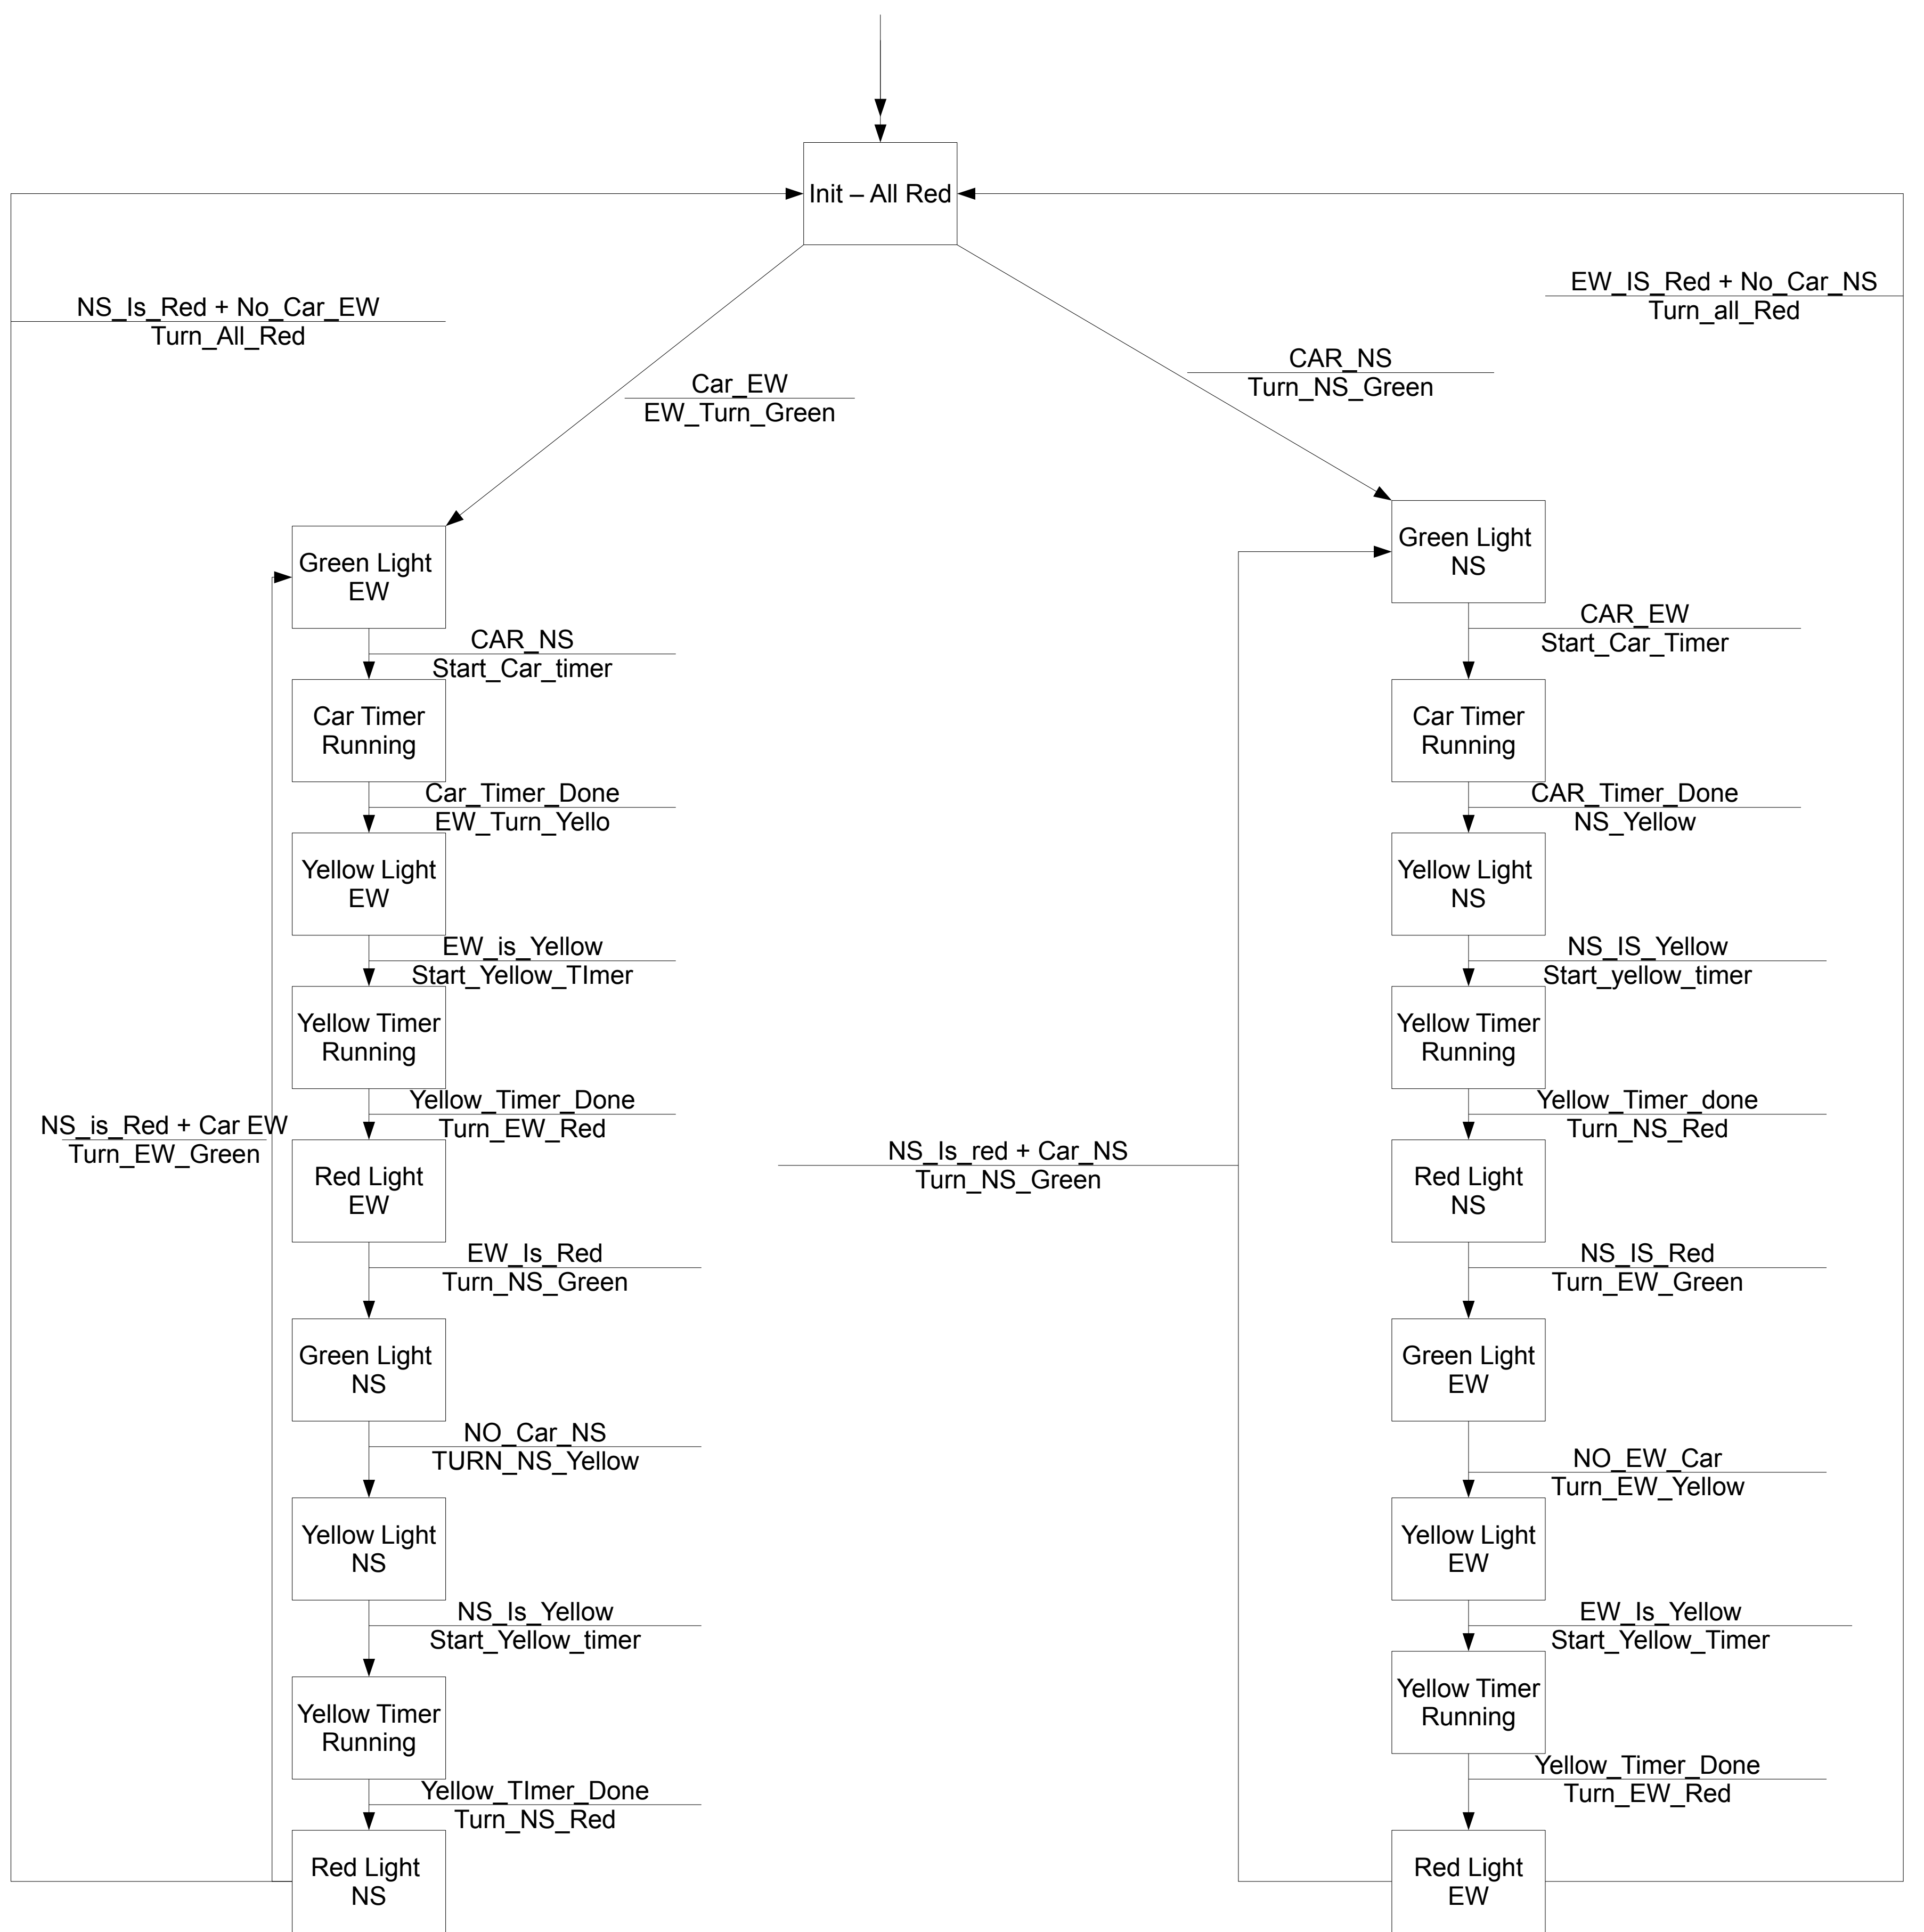 Init – All Red
NS_Is_Red + No_Car_EW
Turn_All_Red
EW_IS_Red + No_Car_NS
Turn_all_Red
Car_EW
EW_Turn_Green
CAR_NS
Turn_NS_Green
Green Light
EW
CAR_NS
Start_Car_timer
Car Timer
Running
Car_Timer_Done
EW_Turn_Yello
Yellow Light
EW
EW_is_Yellow
Start_Yellow_TImer
Yellow Timer
Running
Yellow_Timer_Done
Turn_EW_Red
NS_is_Red + Car EW
Turn_EW_Green
Red Light
EW
EW_Is_Red
Turn_NS_Green
Green Light
NS
NO_Car_NS
TURN_NS_Yellow
Yellow Light
NS
NS_Is_Yellow
Start_Yellow_timer
Yellow Timer
Running
Yellow_TImer_Done
Turn_NS_Red
Red Light
NS
Green Light
NS
CAR_EW
Start_Car_Timer
Car Timer
Running
CAR_Timer_Done
NS_Yellow
Yellow Light
NS
NS_IS_Yellow
Start_yellow_timer
Yellow Timer
Running
Yellow_Timer_done
Turn_NS_Red
NS_Is_red + Car_NS
Turn_NS_Green
Red Light
NS
NS_IS_Red
Turn_EW_Green
Green Light
EW
NO_EW_Car
Turn_EW_Yellow
Yellow Light
EW
EW_Is_Yellow
Start_Yellow_Timer
Yellow Timer
Running
Yellow_Timer_Done
Turn_EW_Red
Red Light
EW